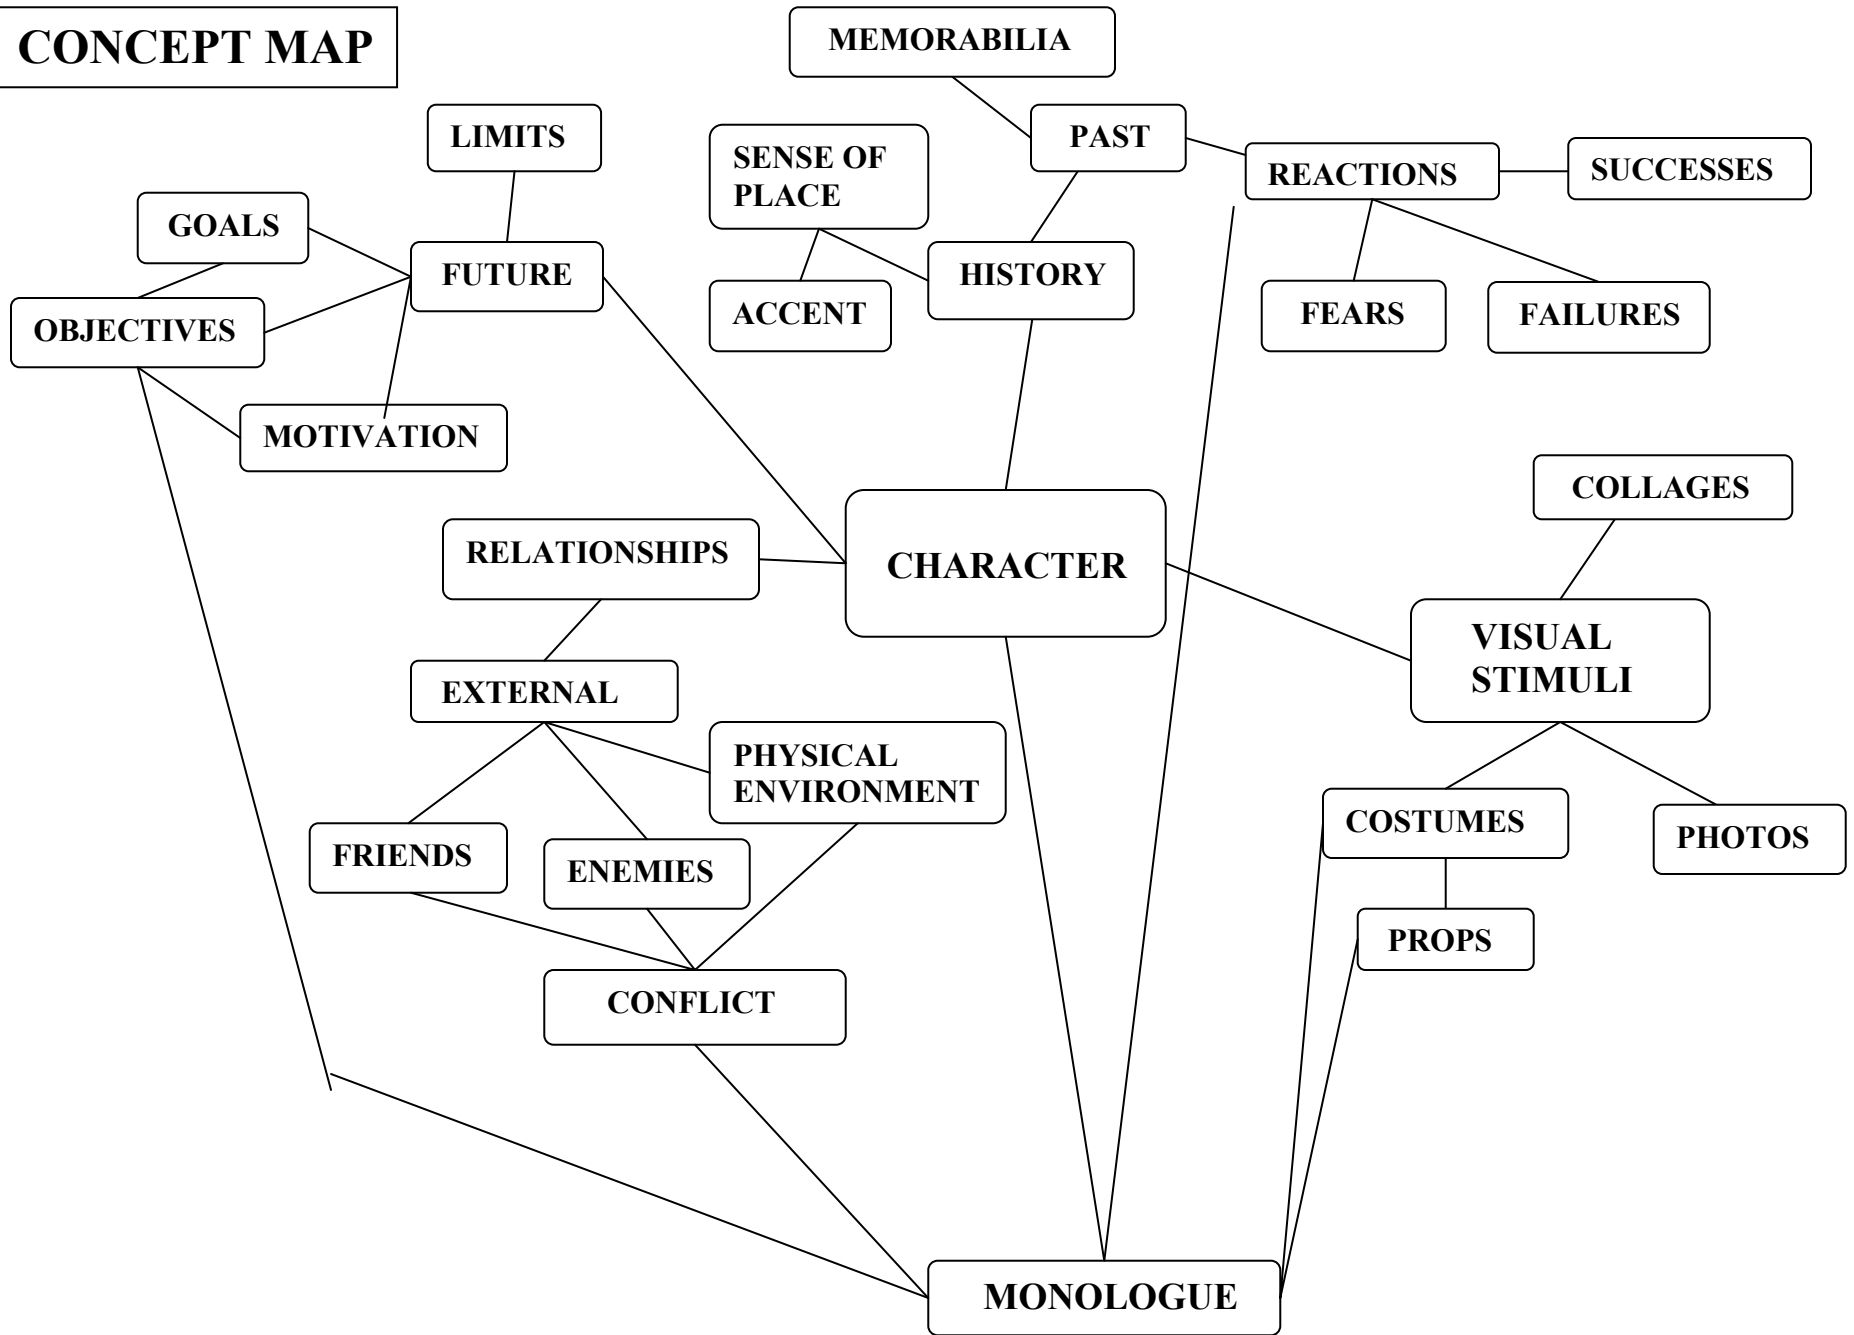 CONCEPT MAP
MEMORABILIA
LIMITS
PAST
SENSE OF
PLACE
REACTIONS
SUCCESSES
GOALS
FUTURE
HISTORY
ACCENT
FEARS
FAILURES
OBJECTIVES
MOTIVATION
COLLAGES
RELATIONSHIPS
CHARACTER
VISUAL
STIMULI
EXTERNAL
PHYSICAL
ENVIRONMENT
COSTUMES
PHOTOS
FRIENDS
ENEMIES
PROPS
CONFLICT
MONOLOGUE